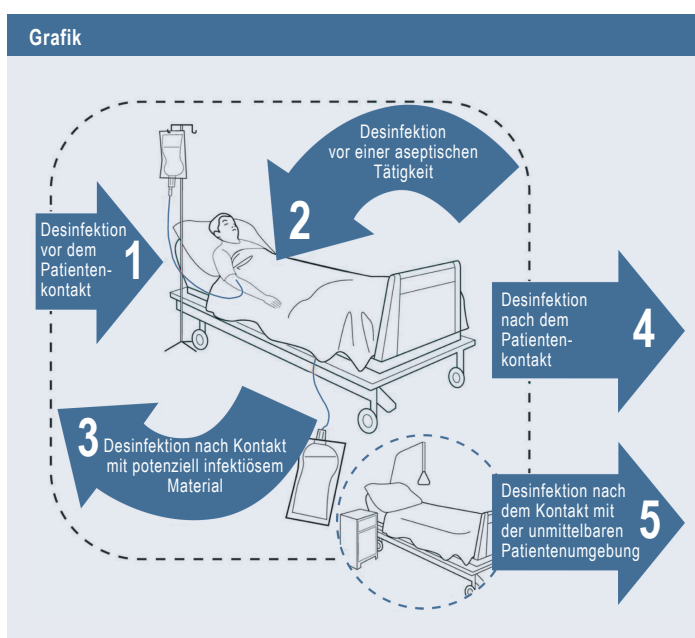 Grafik
Desinfektion
vor dem
Patienten-
kontakt
1
Desinfektion
vor einer aseptischen
Tätigkeit
2
3
Desinfektion nach Kontakt
mit potenziell infektiösem
Material
Desinfektion
nach dem
Patienten-
kontakt
4
Desinfektion nach
dem Kontakt mit
der unmittelbaren
Patientenumgebung
5